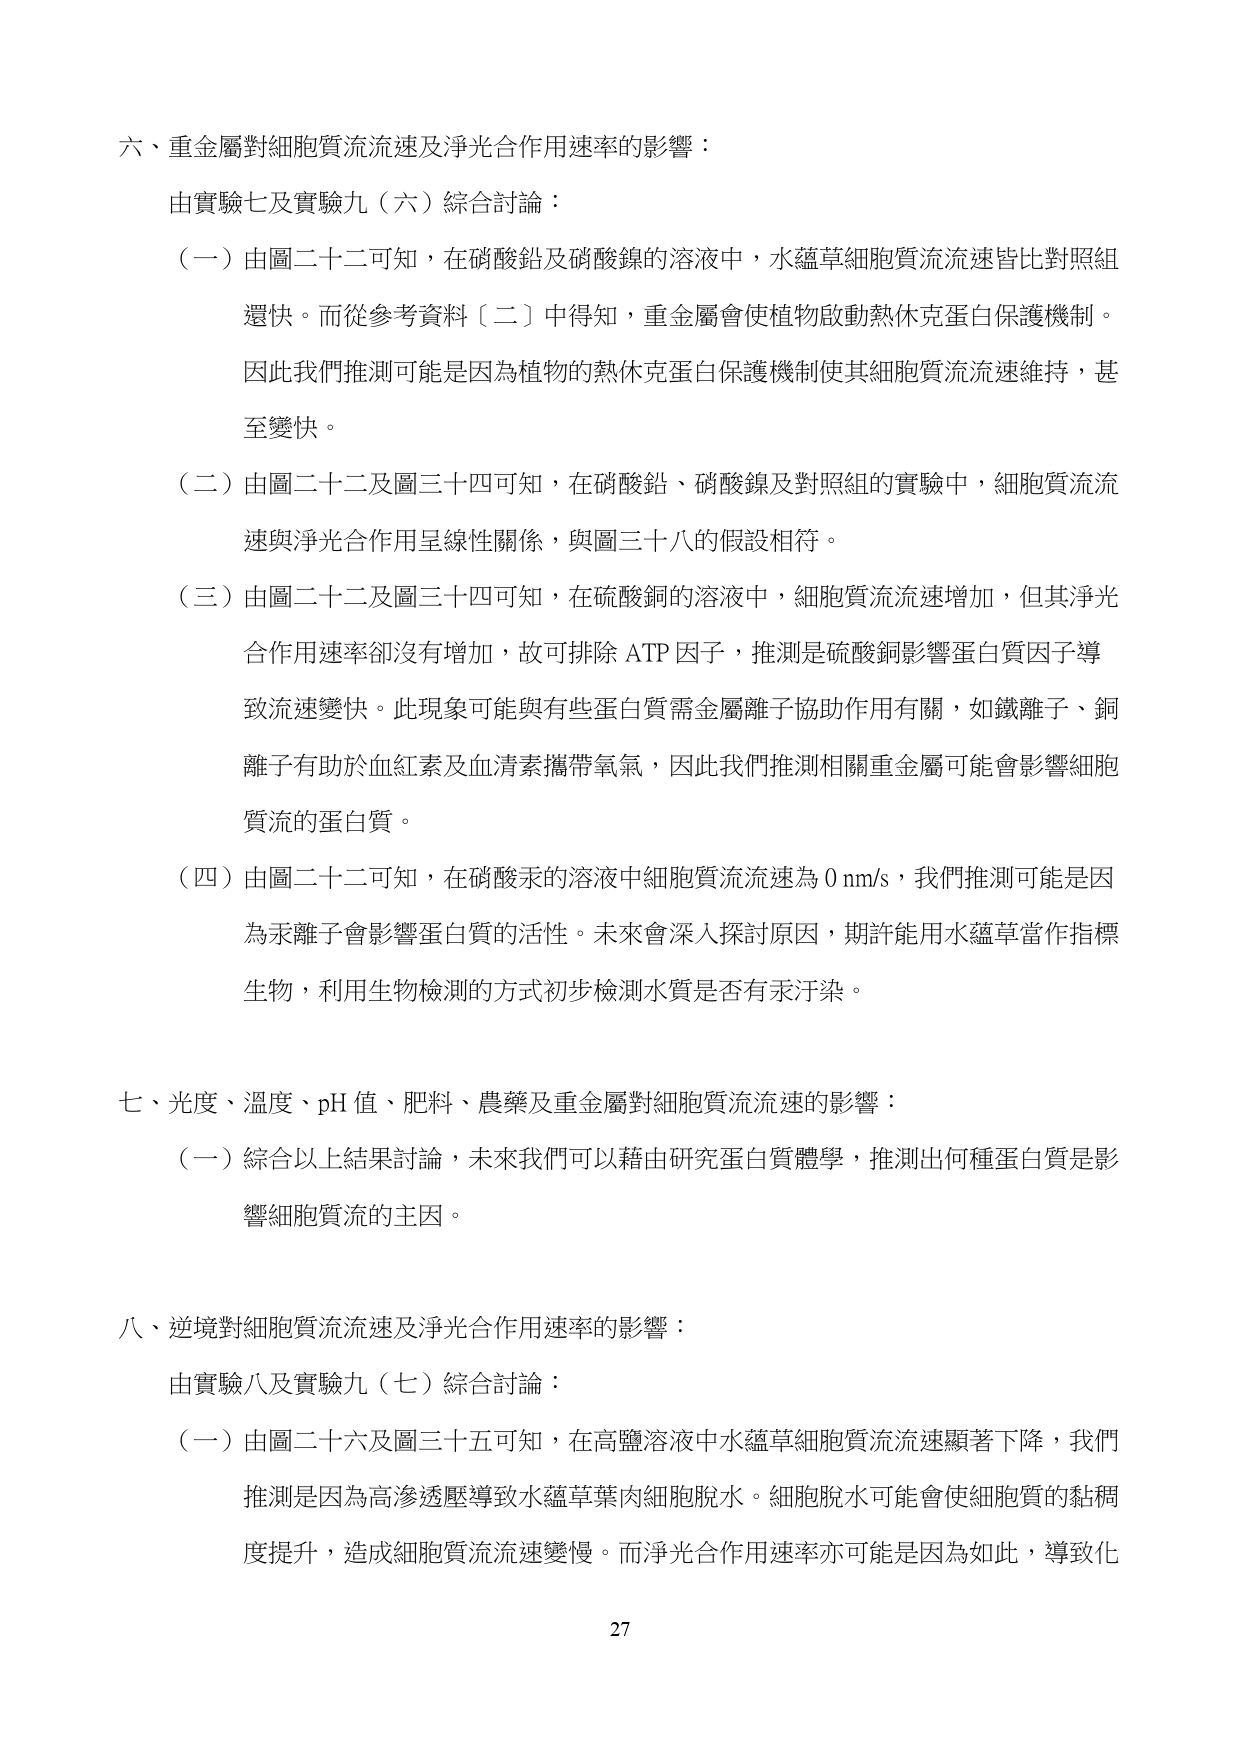 六、重金屬對細胞質流流速及淨光合作用速率的影響：
由實驗七及實驗九（六）綜合討論：
（一）由圖二十二可知，在硝酸鉛及硝酸鎳的溶液中，水蘊草細胞質流流速皆比對照組
還快。而從參考資料〔二〕中得知，重金屬會使植物啟動熱休克蛋白保護機制。
因此我們推測可能是因為植物的熱休克蛋白保護機制使其細胞質流流速維持，甚
至變快。
（二）由圖二十二及圖三十四可知，在硝酸鉛、硝酸鎳及對照組的實驗中，細胞質流流
速與淨光合作用呈線性關係，與圖三十八的假設相符。
（三）由圖二十二及圖三十四可知，在硫酸銅的溶液中，細胞質流流速增加，但其淨光
合作用速率卻沒有增加，故可排除 ATP 因子，推測是硫酸銅影響蛋白質因子導
致流速變快。此現象可能與有些蛋白質需金屬離子協助作用有關，如鐵離子、銅
離子有助於血紅素及血清素攜帶氧氣，因此我們推測相關重金屬可能會影響細胞
質流的蛋白質。
（四）由圖二十二可知，在硝酸汞的溶液中細胞質流流速為 0 nm/s，我們推測可能是因
為汞離子會影響蛋白質的活性。未來會深入探討原因，期許能用水蘊草當作指標
生物，利用生物檢測的方式初步檢測水質是否有汞汙染。
七、光度、溫度、pH 值、肥料、農藥及重金屬對細胞質流流速的影響：
（一）綜合以上結果討論，未來我們可以藉由研究蛋白質體學，推測出何種蛋白質是影
響細胞質流的主因。
八、逆境對細胞質流流速及淨光合作用速率的影響：
由實驗八及實驗九（七）綜合討論：
（一）由圖二十六及圖三十五可知，在高鹽溶液中水蘊草細胞質流流速顯著下降，我們
推測是因為高滲透壓導致水蘊草葉肉細胞脫水。細胞脫水可能會使細胞質的黏稠
度提升，造成細胞質流流速變慢。而淨光合作用速率亦可能是因為如此，導致化
27